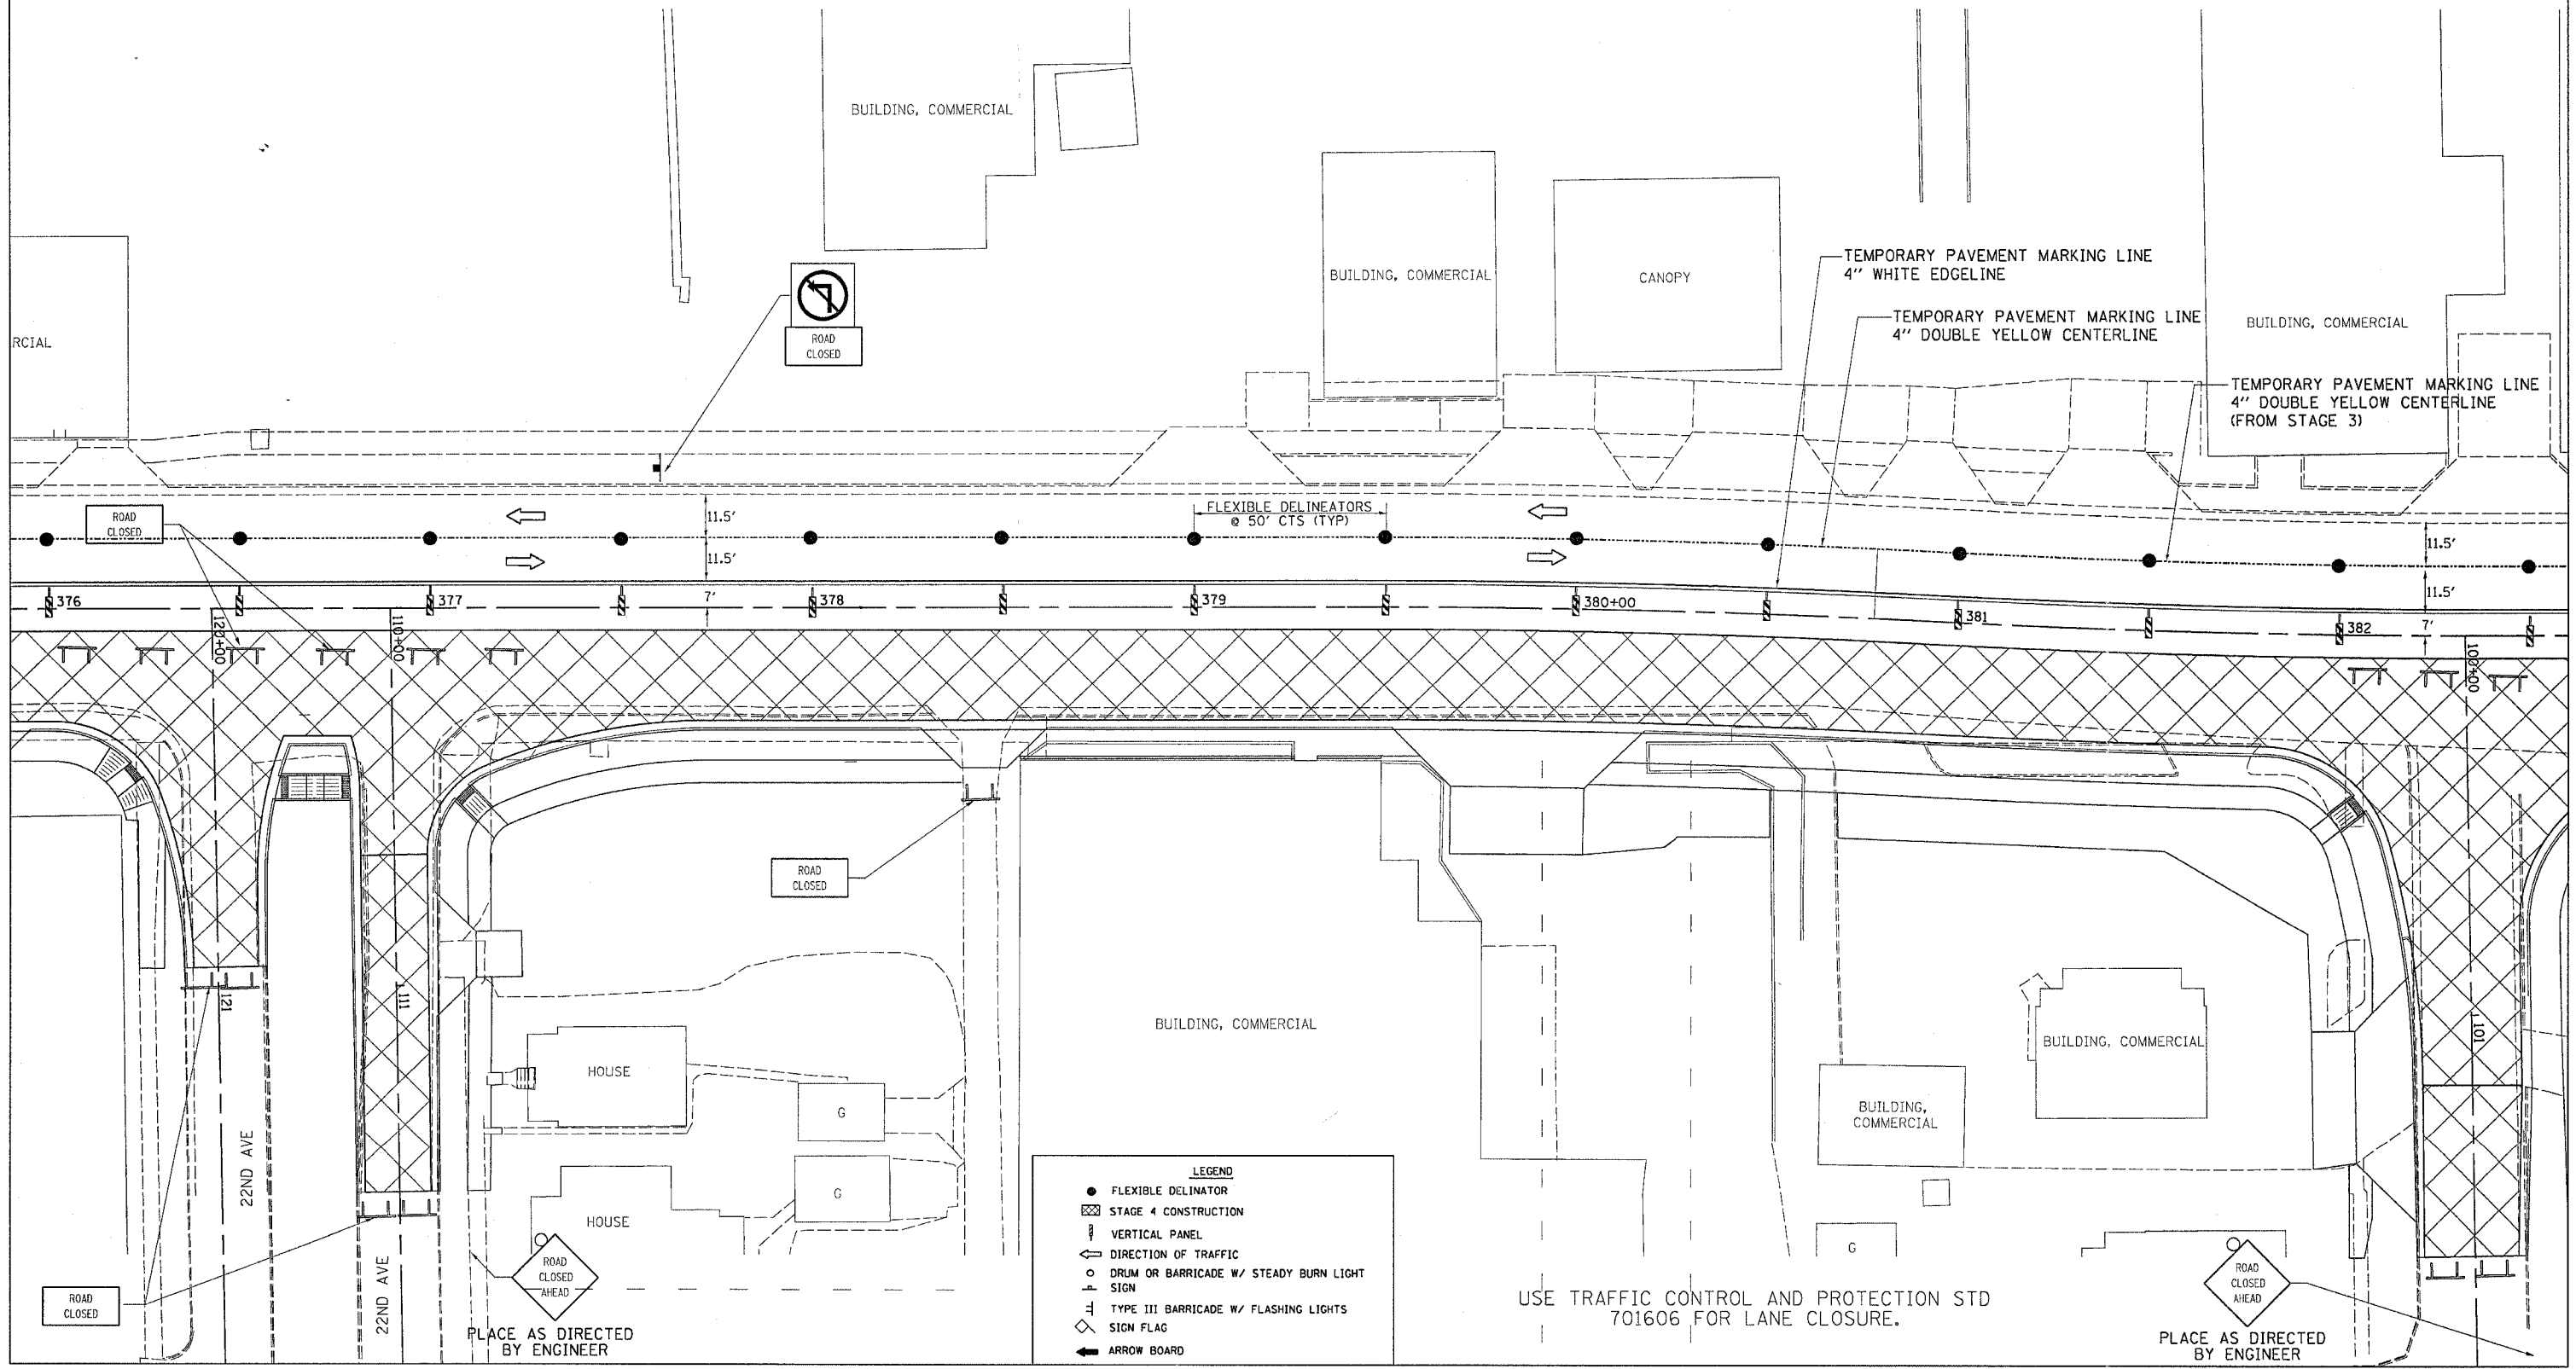 BUILDING, COMMERCIAL
RCIAL
ROAD
CLOSED
BUILDING, COMMERCIAL
CANOPY
TEMPORARY PAVEMENT MARKING LINE
4" WHITE EDGELINE
TEMPORARY PAVEMENT MARKING LINE
4" DOUBLE YELLOW CENTERLINE
BUILDING, COMMERCIAL
TEMPORARY PAVEMENT MARKING LINE
4" DOUBLE YELLOW CENTERLINE
(FROM STAGE 3)
ROAD
CLOSED
11.5'
11.5'
FLEXIBLE DELINEATORS
@ 50' CTS (TYP)
11.5'
11.5'
376
377
7'
378
379
380+00
381
382
7'
120+00
110+00
100+00
ROAD
CLOSED
121
111
101
22ND AVE
22ND AVE
HOUSE
G
G
HOUSE
BUILDING, COMMERCIAL
BUILDING, COMMERCIAL
BUILDING,
COMMERCIAL
G
ROAD
CLOSED
ROAD
CLOSED
AHEAD
PLACE AS DIRECTED
BY ENGINEER
LEGEND
FLEXIBLE DELINATOR
STAGE 4 CONSTRUCTION
VERTICAL PANEL
DIRECTION OF TRAFFIC
DRUM OR BARRICADE W/ STEADY BURN LIGHT
SIGN
TYPE III BARRICADE W/ FLASHING LIGHTS
SIGN FLAG
ARROW BOARD
USE TRAFFIC CONTROL AND PROTECTION STD
701606 FOR LANE CLOSURE.
ROAD
CLOSED
AHEAD
PLACE AS DIRECTED
BY ENGINEER